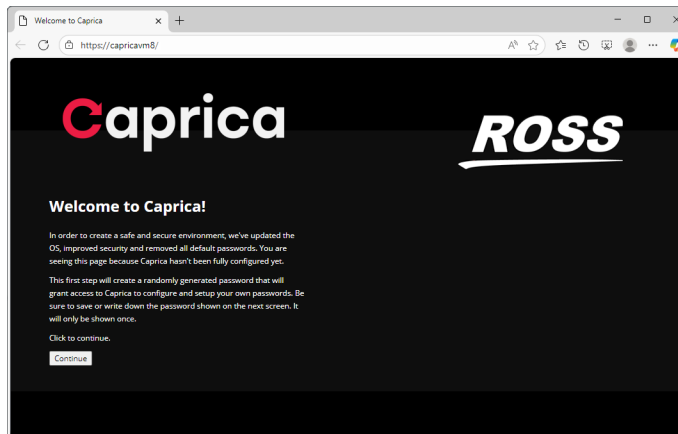 Welcome to Caprica
https://capricavm8/
Caprica
ROSS
Welcome to Caprica!
In order to create a safe and secure environment, we've updated the
OS, improved security and removed all default passwords. You are
seeing this page because Caprica hasn't been fully configured yet.
This first step will create a randomly generated password that will
grant access to Caprica to configure and setup your own passwords. Be
sure to save or write down the password shown on the next screen. It
will only be shown once.
Click to continue.
Continue